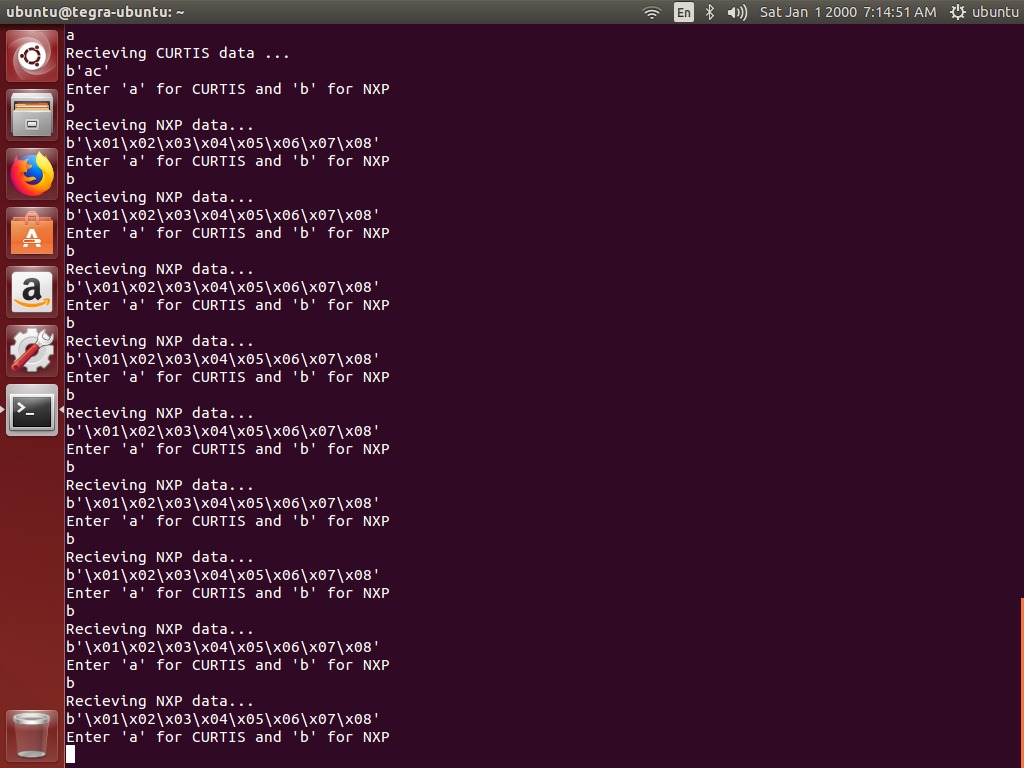 ubuntu@tegra-ubuntu: ~
En
Sat Jan 1 2000 7:14:51 AM
ubuntu
a
Recieving CURTIS data ...
b'ac'
Enter 'a' for CURTIS and 'b' for NXP
b
Recieving NXP data...
b'\x01\x02\x03\x04\x05\x06\x07\x08'
Enter 'a' for CURTIS and 'b' for NXP
b
Recieving NXP data...
b'\x01\x02\x03\x04\x05\x06\x07\x08'
Enter 'a' for CURTIS and 'b' for NXP
b
Recieving NXP data...
b'\x01\x02\x03\x04\x05\x06\x07\x08'
Enter 'a' for CURTIS and 'b' for NXP
b
Recieving NXP data...
b'\x01\x02\x03\x04\x05\x06\x07\x08'
Enter 'a' for CURTIS and 'b' for NXP
b
Recieving NXP data...
b'\x01\x02\x03\x04\x05\x06\x07\x08'
Enter 'a' for CURTIS and 'b' for NXP
b
Recieving NXP data...
b'\x01\x02\x03\x04\x05\x06\x07\x08'
Enter 'a' for CURTIS and 'b' for NXP
b
Recieving NXP data...
b'\x01\x02\x03\x04\x05\x06\x07\x08'
Enter 'a' for CURTIS and 'b' for NXP
b
Recieving NXP data...
b'\x01\x02\x03\x04\x05\x06\x07\x08'
Enter 'a' for CURTIS and 'b' for NXP
b
Recieving NXP data...
b'\x01\x02\x03\x04\x05\x06\x07\x08'
Enter 'a' for CURTIS and 'b' for NXP